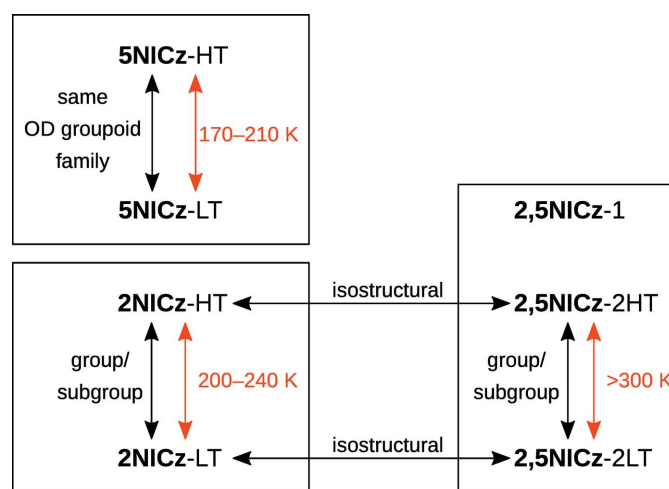 5NICz-HT
same
OD groupoid
family
170–210 K
5NICz-LT
2,5NICz-1
2NICz-HT
isostructural
2,5NICz-2HT
group/
subgroup
200–240 K
group/
subgroup
>300 K
2NICz-LT
isostructural
2,5NICz-2LT